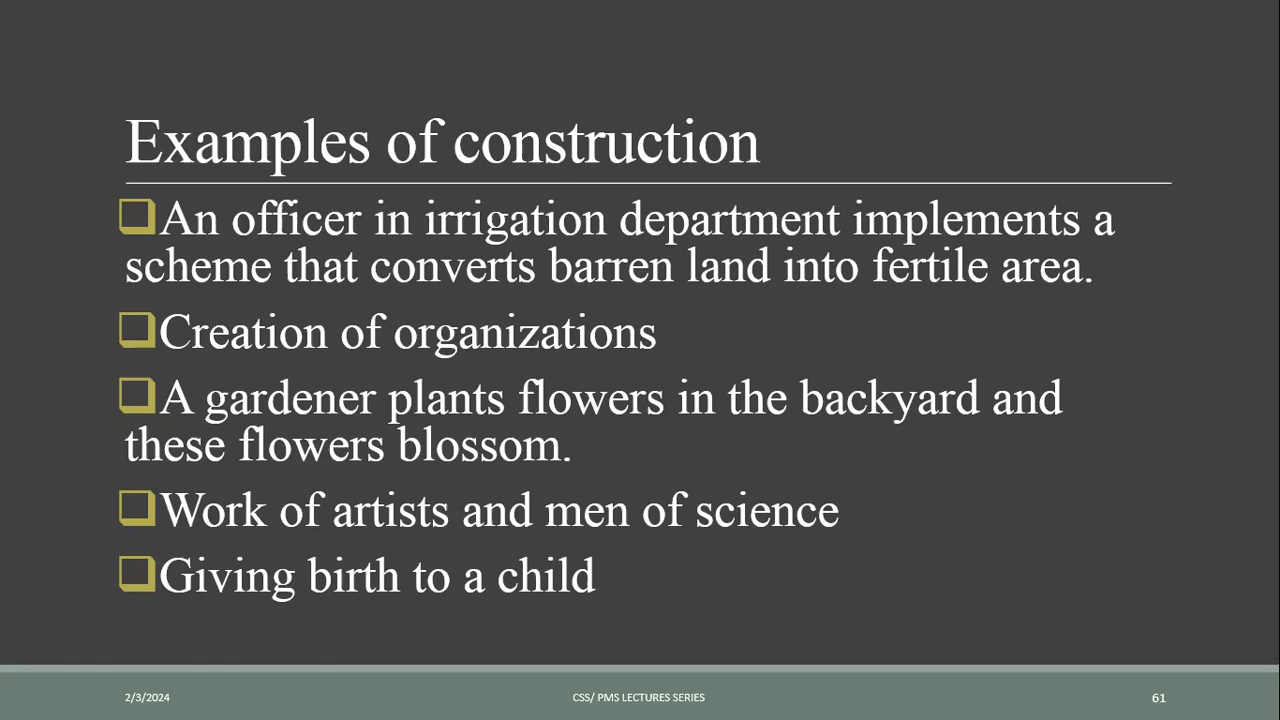 Examples of construction
❑An officer in irrigation department implements a
scheme that converts barren land into fertile area.
❑Creation of organizations
❑A gardener plants flowers in the backyard and
these flowers blossom.
❑Work of artists and men of science
❑Giving birth to a child
2/3/2024
CSS/ PMS LECTURES SERIES
61